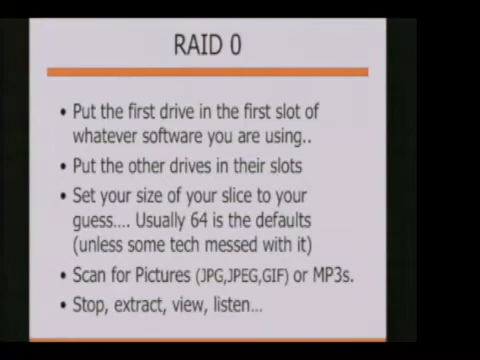 RAID 0
• Put the first drive in the first slot of
whatever software you are using..
• Put the other drives in their slots
• Set your size of your slice to your
guess.... Usually 64 is the defaults
(unless some tech messed with it)
• Scan for Pictures (JPG,JPEG,GIF) or MP3s.
• Stop, extract, view, listen...